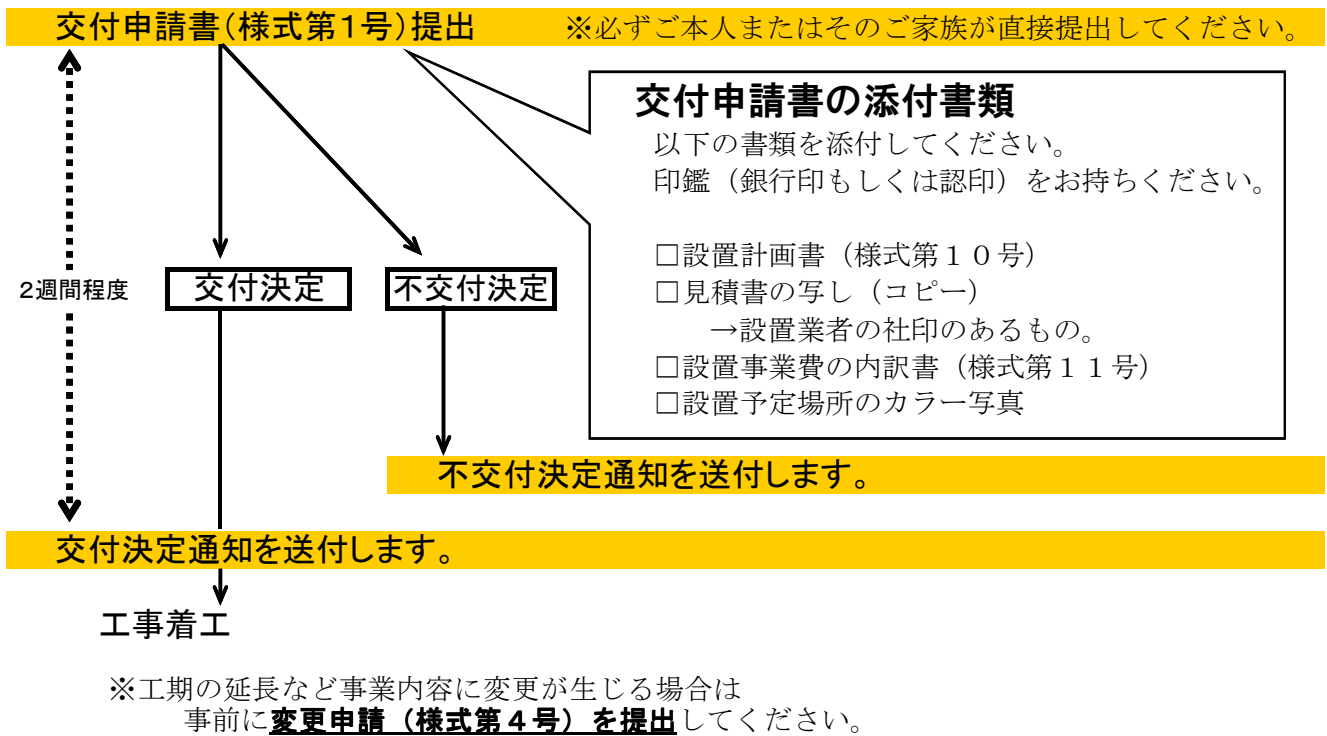 交付申請書(様式第1号)提出　※必ずご本人またはそのご家族が直接提出してください。
交付申請書の添付書類
以下の書類を添付してください。
印鑑（銀行印もしくは認印）をお持ちください。
□設置計画書（様式第１０号）
□見積書の写し（コピー）
→設置業者の社印のあるもの。
□設置事業費の内訳書（様式第１１号）
□設置予定場所のカラー写真
2週間程度
交付決定
不交付決定
不交付決定通知を送付します。
交付決定通知を送付します。
工事着工
※工期の延長など事業内容に変更が生じる場合は
事前に変更申請（様式第４号）を提出してください。